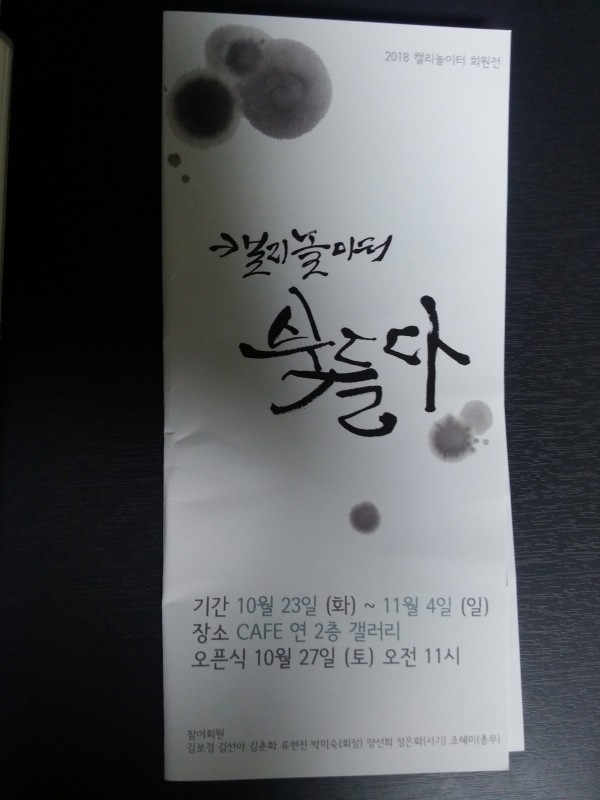 2018 캘리놀이터 회원전
캘리놀이터
붓놀다
기간 10월 23일 (화) ~ 11월 4일 (일)
장소 CAFE 연 2층 갤러리
오픈식 10월 27일 (토) 오전 11시
참여회원
김보경 김선아 김춘화 류현진 박미숙(회장) 양선희 정은화(서기) 조혜미(총무)